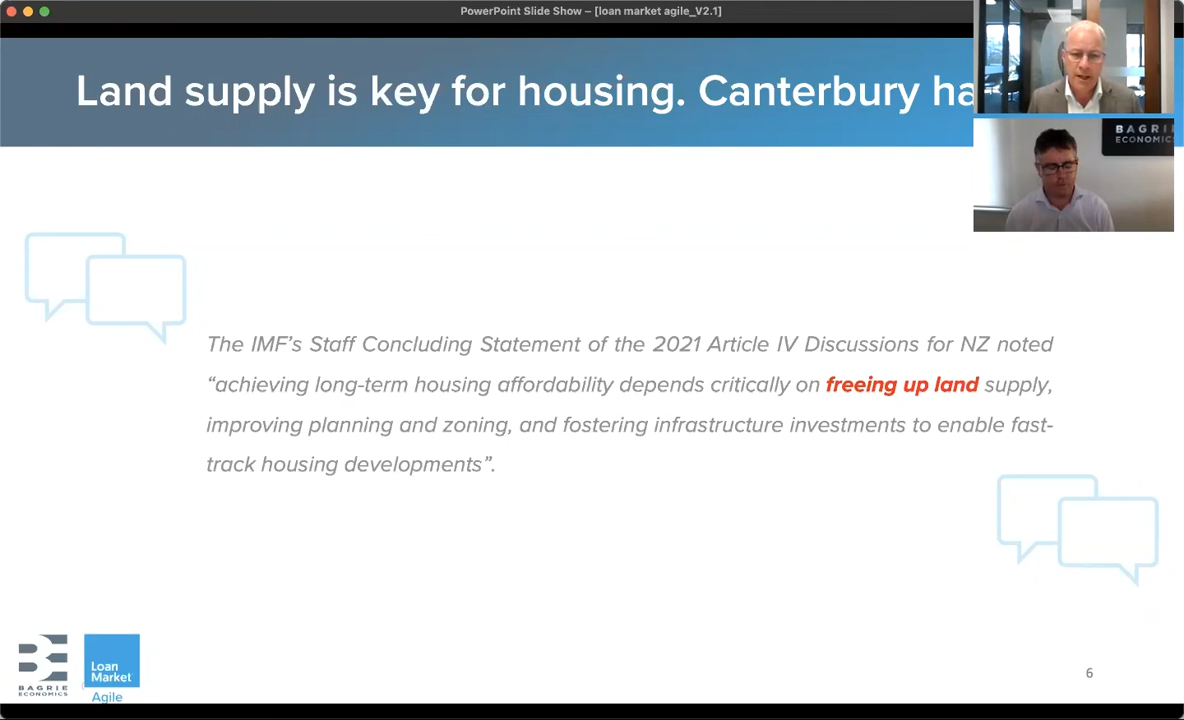 PowerPoint Slide Show – [loan market agile_V2.1]
Land supply is key for housing. Canterbury ha
BAGRI
ECONOMIC
The IMF’s Staff Concluding Statement of the 2021 Article IV Discussions for NZ noted
“achieving long-term housing affordability depends critically on freeing up land supply,
improving planning and zoning, and fostering infrastructure investments to enable fast-
track housing developments”.
BAGRIE
ECONOMICS
Loan
Market
Agile
6